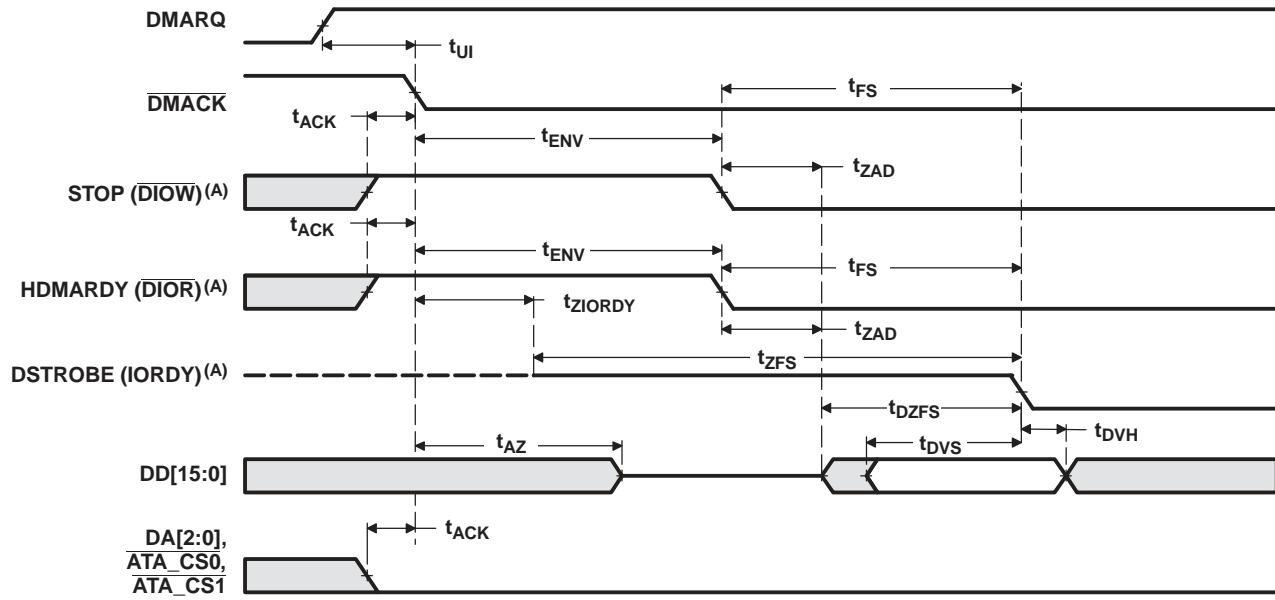 DMARQ
tUI
DMACK
tFS
tACK
tENV
tZAD
STOP (DIOW)(A)
tACK
tENV
tFS
HDMARDY (DIOR)(A)
tZIORDY
tZAD
tZFS
DSTROBE (IORDY)(A)
tDZFS
tAZ
tDVS
tDVH
DD[15:0]
tACK
DA[2:0],
ATA_CS0,
ATA_CS1